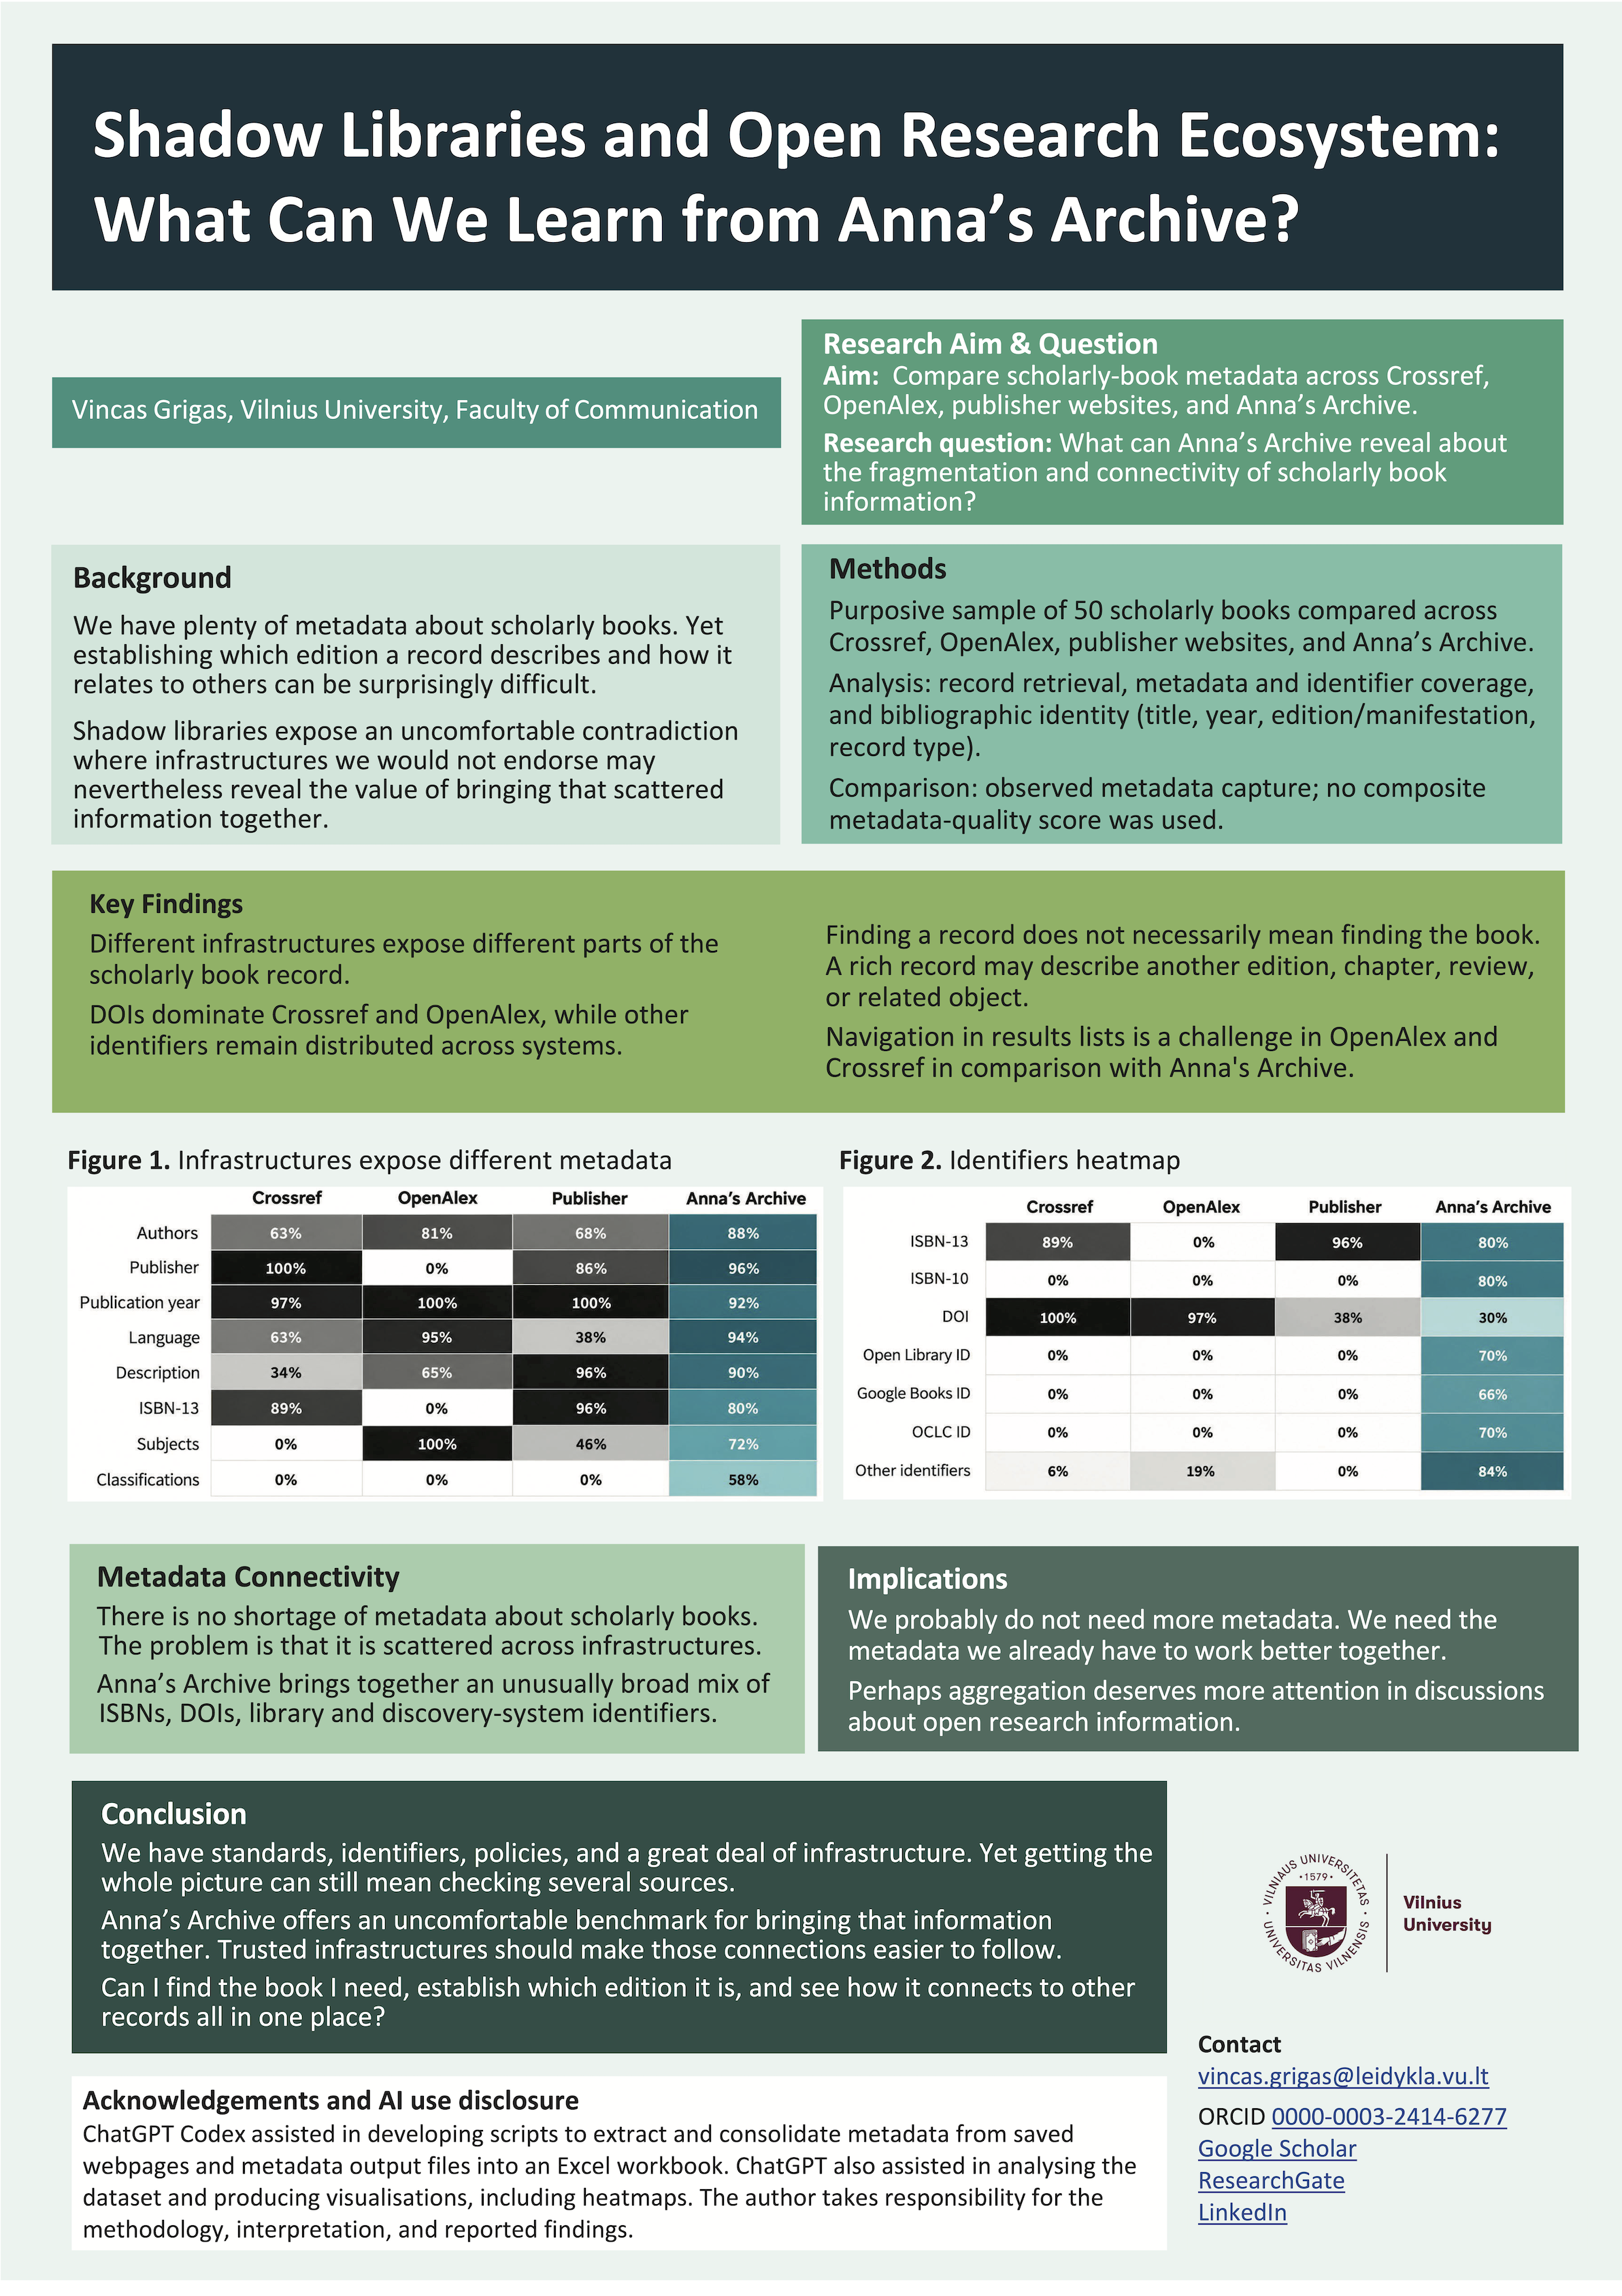 Shadow Libraries and Open Research Ecosystem:
What Can We Learn from Anna’s Archive?
Vincas Grigas, Vilnius University, Faculty of Communication
Research Aim & Question
Aim:  Compare scholarly-book metadata across Crossref,
OpenAlex, publisher websites, and Anna’s Archive.
Research question: What can Anna’s Archive reveal about
the fragmentation and connectivity of scholarly book
information?
Background
We have plenty of metadata about scholarly books. Yet
establishing which edition a record describes and how it
relates to others can be surprisingly difficult.
Shadow libraries expose an uncomfortable contradiction
where infrastructures we would not endorse may
nevertheless reveal the value of bringing that scattered
information together.
Methods
Purposive sample of 50 scholarly books compared across
Crossref, OpenAlex, publisher websites, and Anna’s Archive.
Analysis: record retrieval, metadata and identifier coverage,
and bibliographic identity (title, year, edition/manifestation,
record type).
Comparison: observed metadata capture; no composite
metadata-quality score was used.
Key Findings
Different infrastructures expose different parts of the
scholarly book record.
DOIs dominate Crossref and OpenAlex, while other
identifiers remain distributed across systems.
Finding a record does not necessarily mean finding the book.
A rich record may describe another edition, chapter, review,
or related object.
Navigation in results lists is a challenge in OpenAlex and
Crossref in comparison with Anna's Archive.
Figure 1. Infrastructures expose different metadata
Crossref OpenAlex Publisher Anna’s Archive
Authors 63% 81% 68% 88%
Publisher 100% 0% 86% 96%
Publication year 97% 100% 100% 92%
Language 63% 95% 38% 94%
Description 34% 65% 96% 90%
ISBN-13 89% 0% 96% 80%
Subjects 0% 100% 46% 72%
Classifications 0% 0% 0% 58%
Figure 2. Identifiers heatmap
Crossref OpenAlex Publisher Anna’s Archive
ISBN-13 89% 0% 96% 80%
ISBN-10 0% 0% 0% 80%
DOI 100% 97% 38% 30%
Open Library ID 0% 0% 0% 70%
Google Books ID 0% 0% 0% 66%
OCLC ID 0% 0% 0% 70%
Other identifiers 6% 19% 0% 84%
Metadata Connectivity
There is no shortage of metadata about scholarly books.
The problem is that it is scattered across infrastructures.
Anna’s Archive brings together an unusually broad mix of
ISBNs, DOIs, library and discovery-system identifiers.
Implications
We probably do not need more metadata. We need the
metadata we already have to work better together.
Perhaps aggregation deserves more attention in discussions
about open research information.
Conclusion
We have standards, identifiers, policies, and a great deal of infrastructure. Yet getting the
whole picture can still mean checking several sources.
Anna’s Archive offers an uncomfortable benchmark for bringing that information
together. Trusted infrastructures should make those connections easier to follow.
Can I find the book I need, establish which edition it is, and see how it connects to other
records all in one place?
VILNIAUS UNIVERSITETAS
1579
UNIVERSITAS VILNENSIS
Vilnius
University
Acknowledgements and AI use disclosure
ChatGPT Codex assisted in developing scripts to extract and consolidate metadata from saved
webpages and metadata output files into an Excel workbook. ChatGPT also assisted in analysing the
dataset and producing visualisations, including heatmaps. The author takes responsibility for the
methodology, interpretation, and reported findings.
Contact
vincas.grigas@leidykla.vu.lt
ORCID 0000-0003-2414-6277
Google Scholar
ResearchGate
LinkedIn